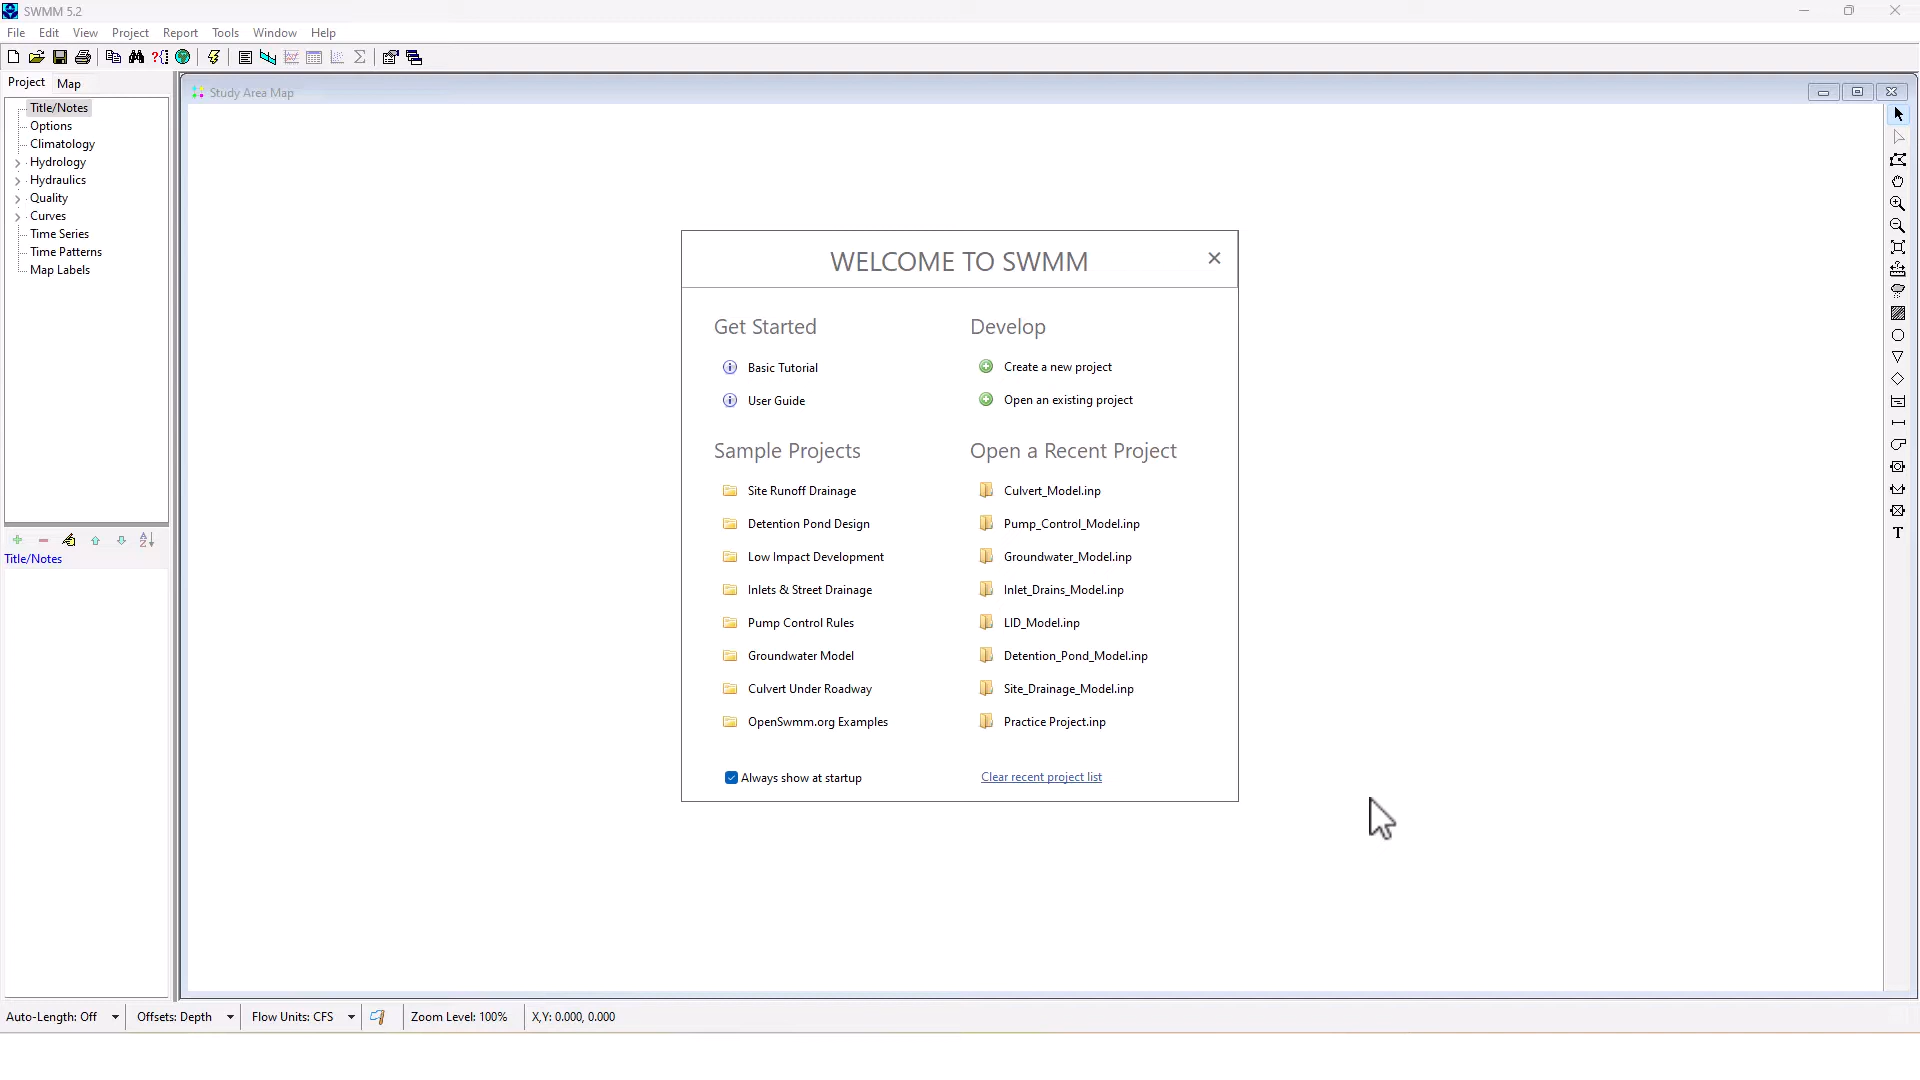 SWMM 5.2
File Edit View Project Report Tools Window Help
Project Map
Study Area Map
Title/Notes
Options
Climatology
Hydrology
Hydraulics
Quality
Curves
Time Series
Time Patterns
Map Labels
Title/Notes
WELCOME TO SWMM
Get Started
Basic Tutorial
User Guide
Develop
Create a new project
Open an existing project
Sample Projects
Site Runoff Drainage
Detention Pond Design
Low Impact Development
Inlets & Street Drainage
Pump Control Rules
Groundwater Model
Culvert Under Roadway
OpenSwmm.org Examples
Open a Recent Project
Culvert_Model.inp
Pump_Control_Model.inp
Groundwater_Model.inp
Inlet_Drains_Model.inp
LID_Model.inp
Detention_Pond_Model.inp
Site_Drainage_Model.inp
Practice Project.inp
Always show at startup
Clear recent project list
T
Auto-Length: Off Offsets: Depth Flow Units: CFS Zoom Level: 100% X,Y: 0.000, 0.000